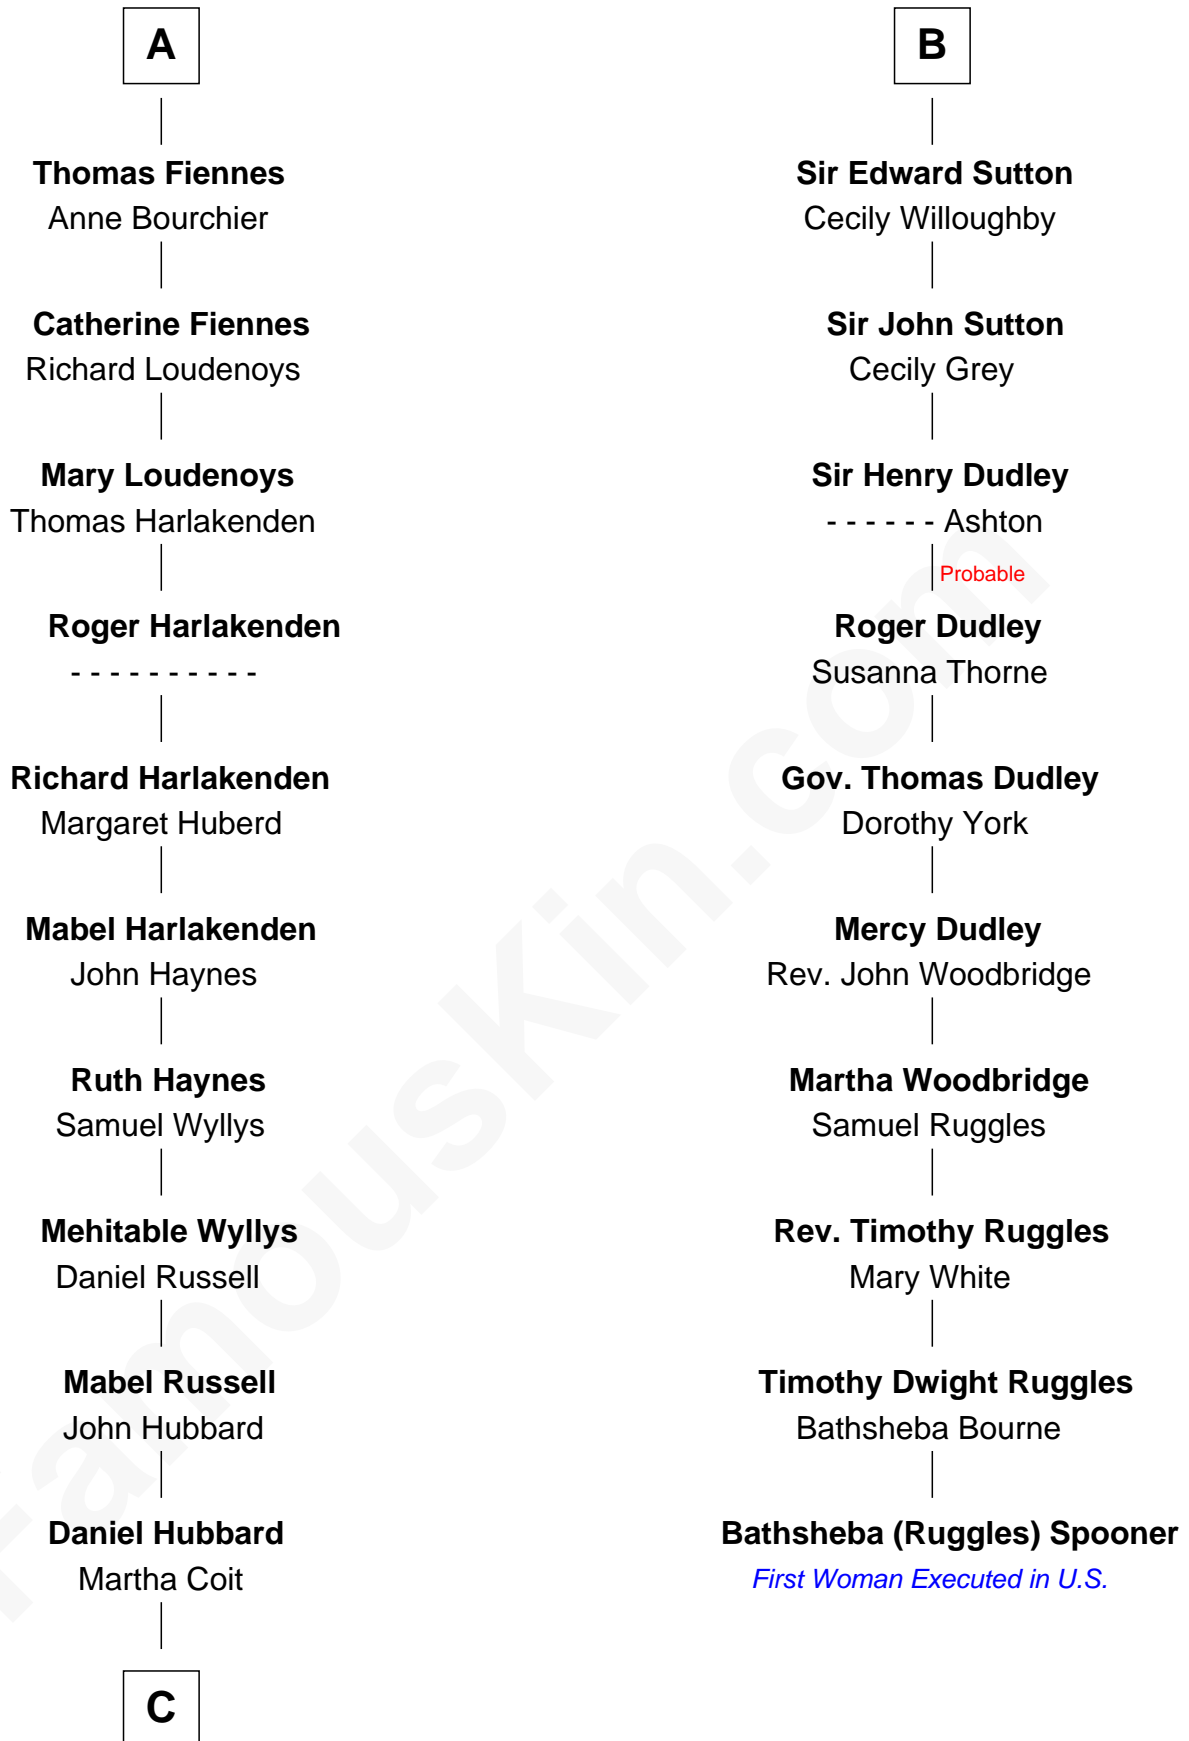 A
Thomas Fiennes
Anne Bourchier
Catherine Fiennes
Richard Loudenoys
Mary Loudenoys
Thomas Harlakenden
Roger Harlakenden
- - - - - - - - - -
Richard Harlakenden
Margaret Huberd
Mabel Harlakenden
John Haynes
Ruth Haynes
Samuel Wyllys
Mehitable Wyllys
Daniel Russell
Mabel Russell
John Hubbard
Daniel Hubbard
Martha Coit
C
B
Sir Edward Sutton
Cecily Willoughby
Sir John Sutton
Cecily Grey
Sir Henry Dudley
- - - - - - Ashton
Probable
Roger Dudley
Susanna Thorne
Gov. Thomas Dudley
Dorothy York
Mercy Dudley
Rev. John Woodbridge
Martha Woodbridge
Samuel Ruggles
Rev. Timothy Ruggles
Mary White
Timothy Dwight Ruggles
Bathsheba Bourne
Bathsheba (Ruggles) Spooner
First Woman Executed in U.S.
FamousKin.com